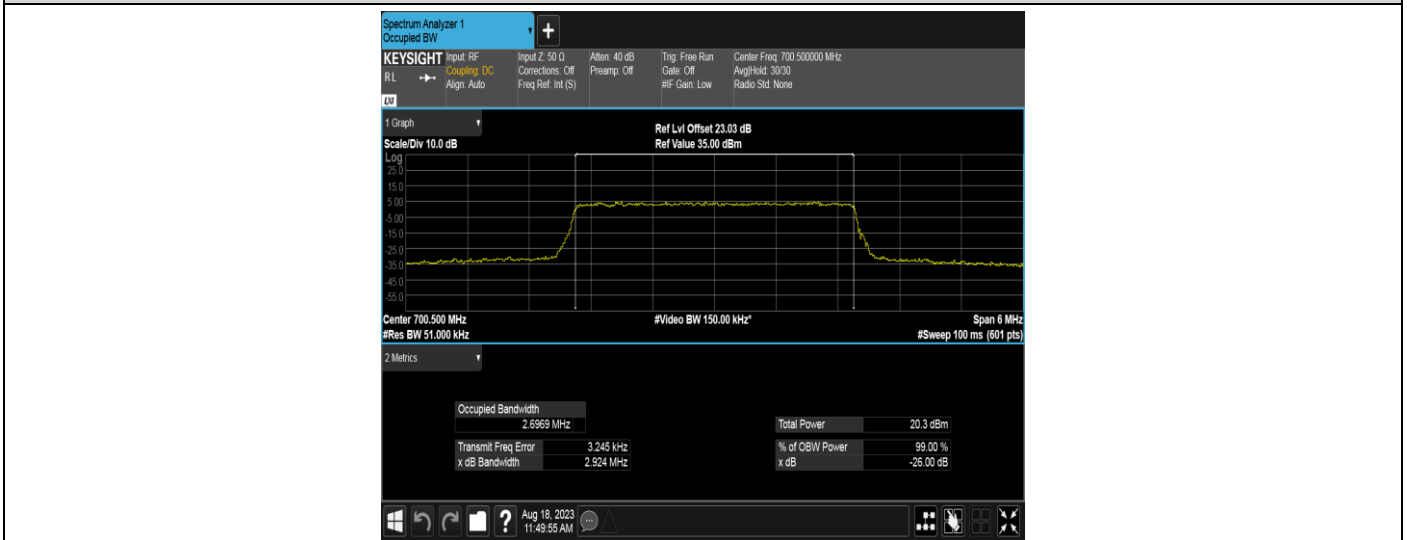 Spectrum Analyzer 1
Occupied BW
+
KEYSIGHT Input: RF Input Z: 50 Ω Atten: 40 dB Trig: Free Run Center Freq: 700.500000 MHz
RL Coupling: DC Corrections: Off Preamp: Off Gate: Off Avg|Hold: 30/30
Align: Auto Freq Ref: Int (S) #IF Gain: Low Radio Std: None
LXI
1 Graph
Ref Lvl Offset 23.03 dB
Scale/Div 10.0 dB Ref Value 35.00 dBm
Log
25.0
15.0
5.00
-5.00
-15.0
-25.0
-35.0
-45.0
-55.0
Center 700.500 MHz #Video BW 150.00 kHz* Span 6 MHz
#Res BW 51.000 kHz #Sweep 100 ms (601 pts)
2 Metrics
Occupied Bandwidth
2.6969 MHz Total Power 20.3 dBm
Transmit Freq Error 3.245 kHz % of OBW Power 99.00 %
x dB Bandwidth 2.924 MHz x dB -26.00 dB
? Aug 18, 2023
11:49:55 AM